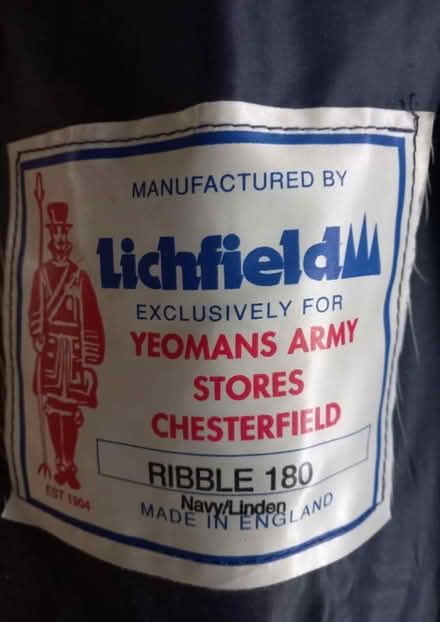 MANUFACTURED BY
Lichfield
EXCLUSIVELY FOR
YEOMANS ARMY
STORES
CHESTERFIELD
RIBBLE 180
Navy/Linden
MADE IN ENGLAND
EST 1904